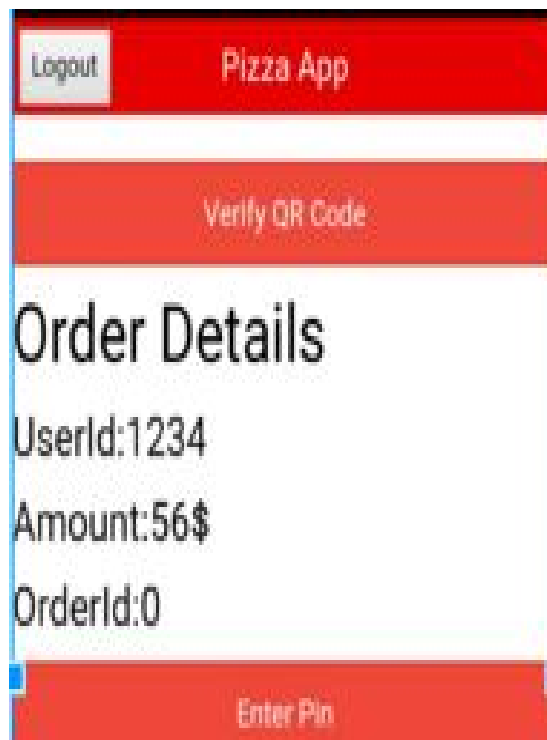 Logout Pizza App
Verify QR Code
Order Details
UserId:1234
Amount:56$
OrderId:0
Enter Pin